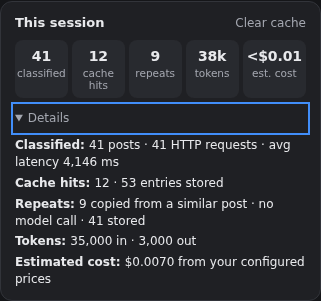 This session
Clear cache
41
classified
12
cache
hits
9
repeats
38k
tokens
<$0.01
est. cost
▼ Details
Classified: 41 posts · 41 HTTP requests · avg
latency 4,146 ms
Cache hits: 12 · 53 entries stored
Repeats: 9 copied from a similar post · no
model call · 41 stored
Tokens: 35,000 in · 3,000 out
Estimated cost: $0.0070 from your configured
prices